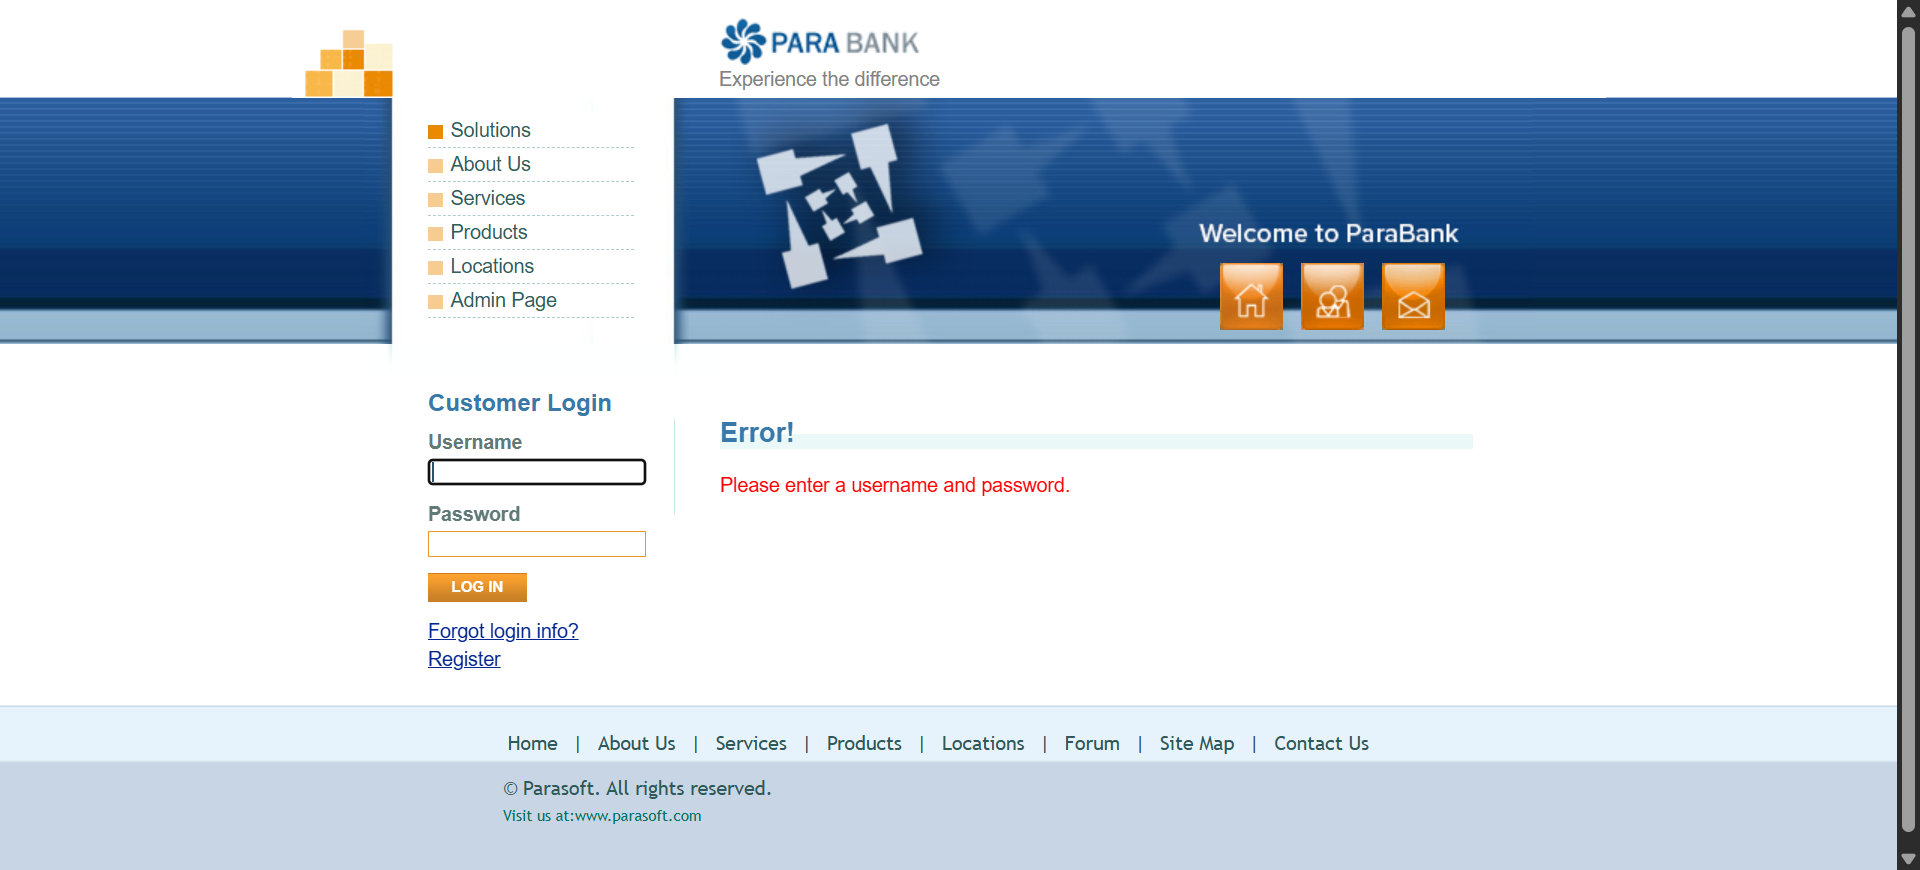 PARA BANK
Experience the difference
Solutions
About Us
Services
Products
Locations
Admin Page
Welcome to ParaBank
Customer Login
Username
Password
LOG IN
Forgot login info?
Register
Error!
Please enter a username and password.
Home | About Us | Services | Products | Locations | Forum | Site Map | Contact Us
© Parasoft. All rights reserved.
Visit us at:www.parasoft.com